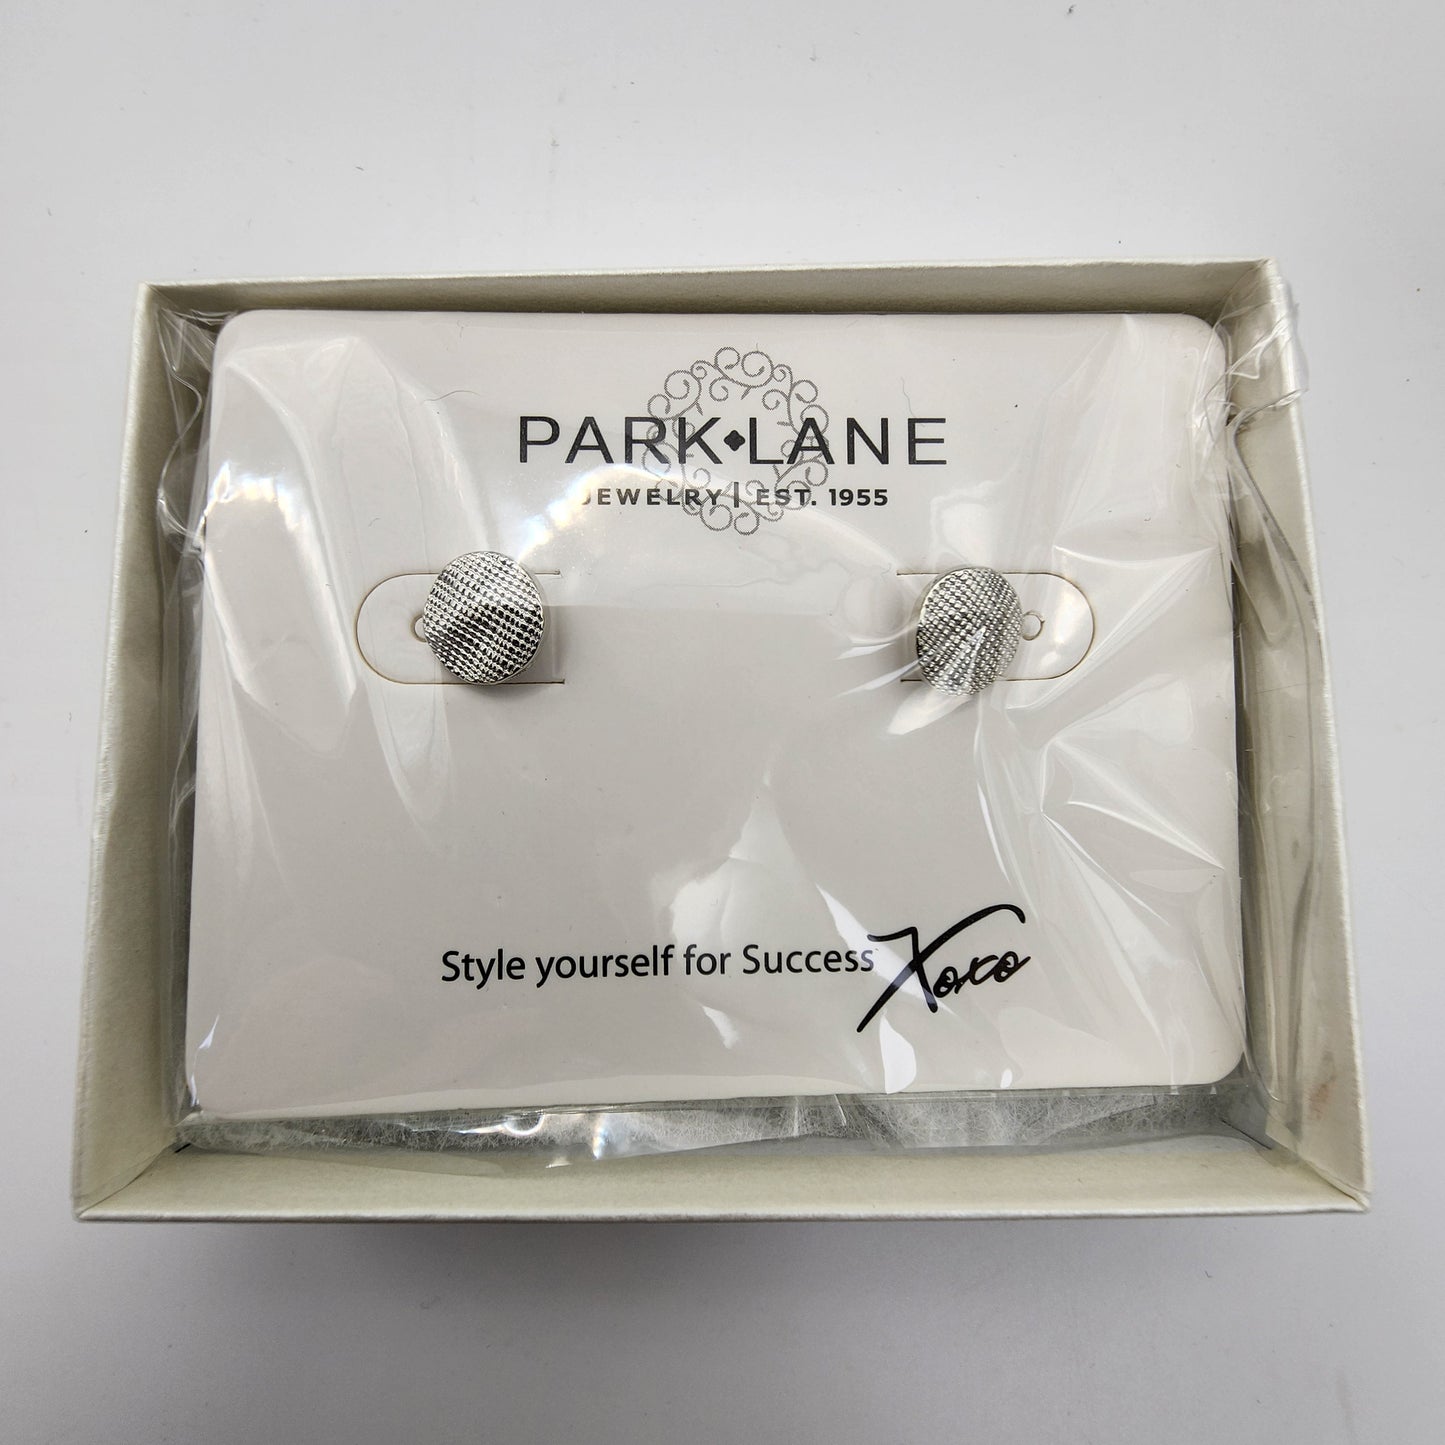 PARK LANE
JEWELRY | EST. 1955
Style yourself for Success Xoxo